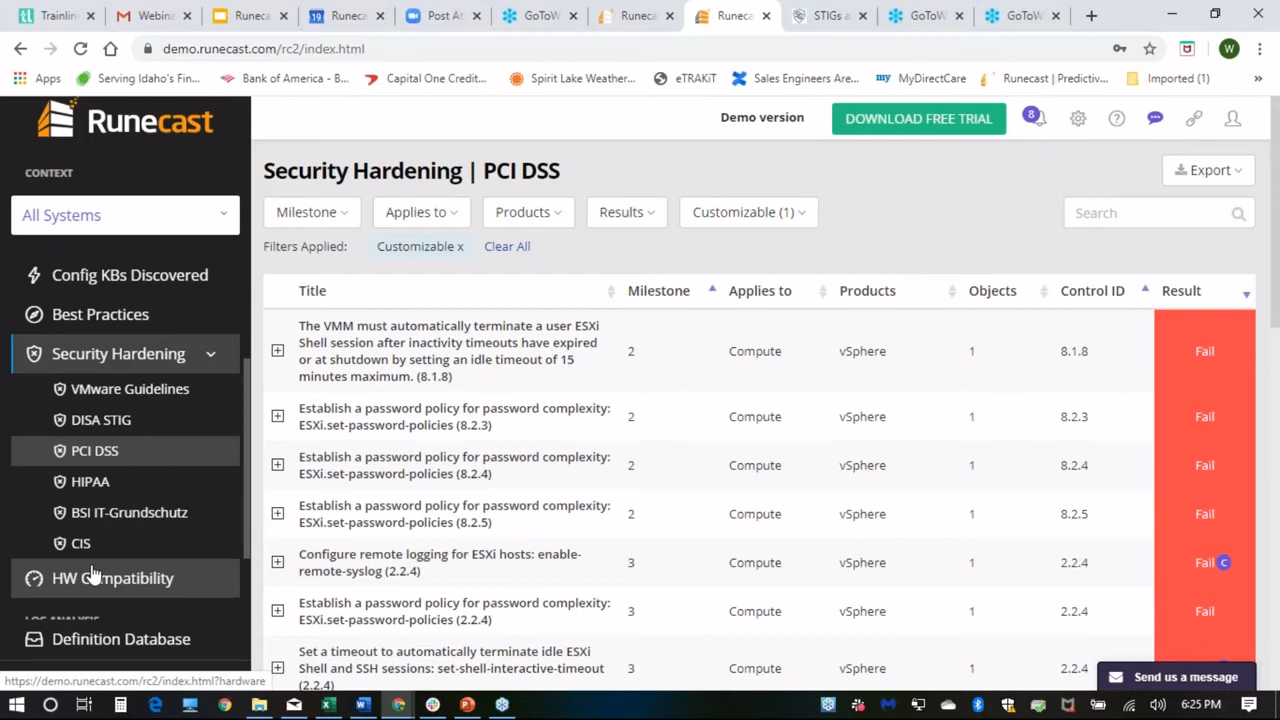 Trainline
Webina
Runeca
19
Runeca
Post At
GoToW
Runeca
Runeca
STIGs a
GoToW
GoToW
demo.runecast.com/rc2/index.html
W
Apps
Serving Idaho's Fin...
Bank of America - B...
Capital One Credit...
Spirit Lake Weather...
eTRAKiT
Sales Engineers Are...
my MyDirectCare
Runecast | Predictiv...
Imported (1)
»
Runecast
Demo version
DOWNLOAD FREE TRIAL
8
CONTEXT
All Systems
Config KBs Discovered
Best Practices
Security Hardening
VMware Guidelines
DISA STIG
PCI DSS
HIPAA
BSI IT-Grundschutz
CIS
HW Compatibility
LOG ANALYSIS
Definition Database
https://demo.runecast.com/rc2/index.html?hardware
Security Hardening | PCI DSS
Export
Milestone
Applies to
Products
Results
Customizable (1)
Search
Filters Applied:
Customizable x
Clear All
Title
Milestone
Applies to
Products
Objects
Control ID
Result
The VMM must automatically terminate a user ESXi
Shell session after inactivity timeouts have expired
or at shutdown by setting an idle timeout of 15
minutes maximum. (8.1.8)
2
Compute
vSphere
1
8.1.8
Fail
Establish a password policy for password complexity:
ESXi.set-password-policies (8.2.3)
2
Compute
vSphere
1
8.2.3
Fail
Establish a password policy for password complexity:
ESXi.set-password-policies (8.2.4)
2
Compute
vSphere
1
8.2.4
Fail
Establish a password policy for password complexity:
ESXi.set-password-policies (8.2.5)
2
Compute
vSphere
1
8.2.5
Fail
Configure remote logging for ESXi hosts: enable-
remote-syslog (2.2.4)
3
Compute
vSphere
1
2.2.4
Fail C
Establish a password policy for password complexity:
ESXi.set-password-policies (2.2.4)
3
Compute
vSphere
1
2.2.4
Fail
Set a timeout to automatically terminate idle ESXi
Shell and SSH sessions: set-shell-interactive-timeout
(2.2.4)
3
Compute
vSphere
1
2.2.4
Send us a message
6:25 PM